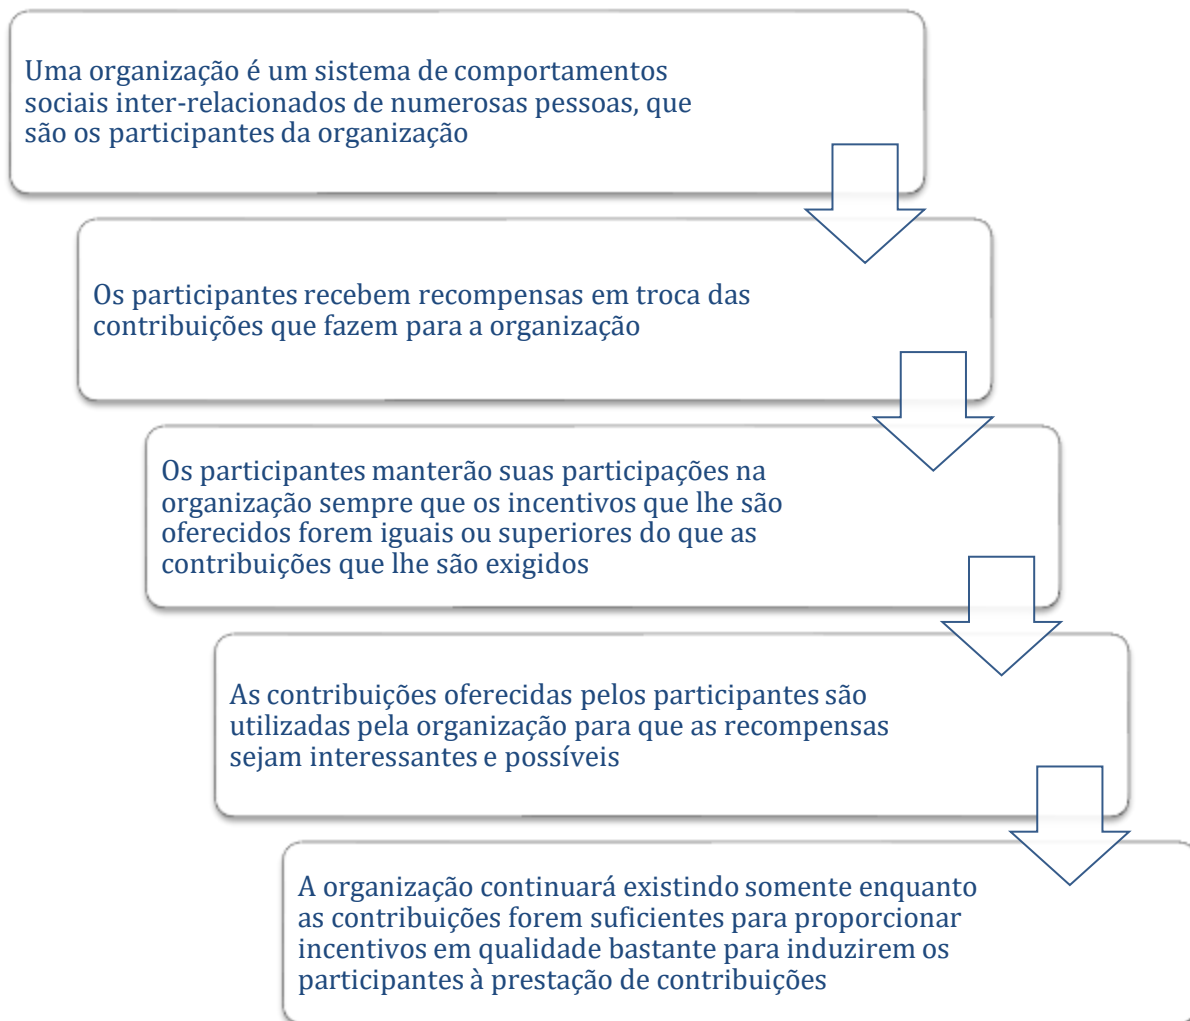 Uma organização é um sistema de comportamentos
sociais inter-relacionados de numerosas pessoas, que
são os participantes da organização
Os participantes recebem recompensas em troca das
contribuições que fazem para a organização
Os participantes manterão suas participações na
organização sempre que os incentivos que lhe são
oferecidos forem iguais ou superiores do que as
contribuições que lhe são exigidos
As contribuições oferecidas pelos participantes são
utilizadas pela organização para que as recompensas
sejam interessantes e possíveis
A organização continuará existindo somente enquanto
as contribuições forem suficientes para proporcionar
incentivos em qualidade bastante para induzirem os
participantes à prestação de contribuições